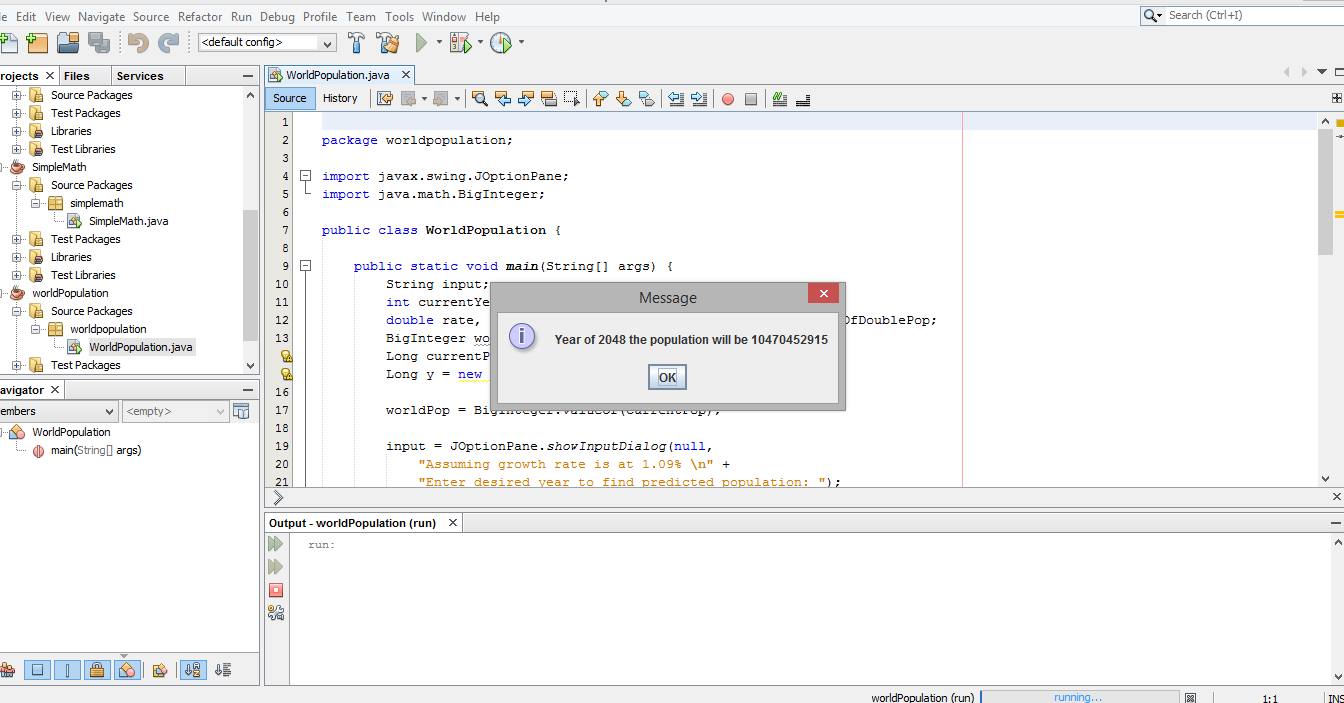 le Edit View Navigate Source Refactor Run Debug Profile Team Tools Window Help
Search (Ctrl+I)
<default config>
rojects Files Services
Source Packages
Test Packages
Libraries
Test Libraries
SimpleMath
Source Packages
simplemath
SimpleMath.java
Test Packages
Libraries
Test Libraries
worldPopulation
Source Packages
worldpopulation
WorldPopulation.java
Test Packages
avigator
embers <empty>
WorldPopulation
main(String[] args)
WorldPopulation.java
Source History
1
2 package worldpopulation;
3
4 import javax.swing.JOptionPane;
5 import java.math.BigInteger;
6
7 public class WorldPopulation {
8
9 public static void main(String[] args) {
10 String input;
11 int currentYe
12 double rate, OfDoublePop;
13 BigInteger wo
Long currentP
Long y = new
16
17 worldPop = BigInteger.valueOf(currentPop);
18
19 input = JOptionPane.showInputDialog(null,
20 "Assuming growth rate is at 1.09% \n" +
21 "Enter desired year to find predicted population: ");
Message
Year of 2048 the population will be 10470452915
OK
Output - worldPopulation (run)
run:
worldPopulation (run) running... 1:1 INS